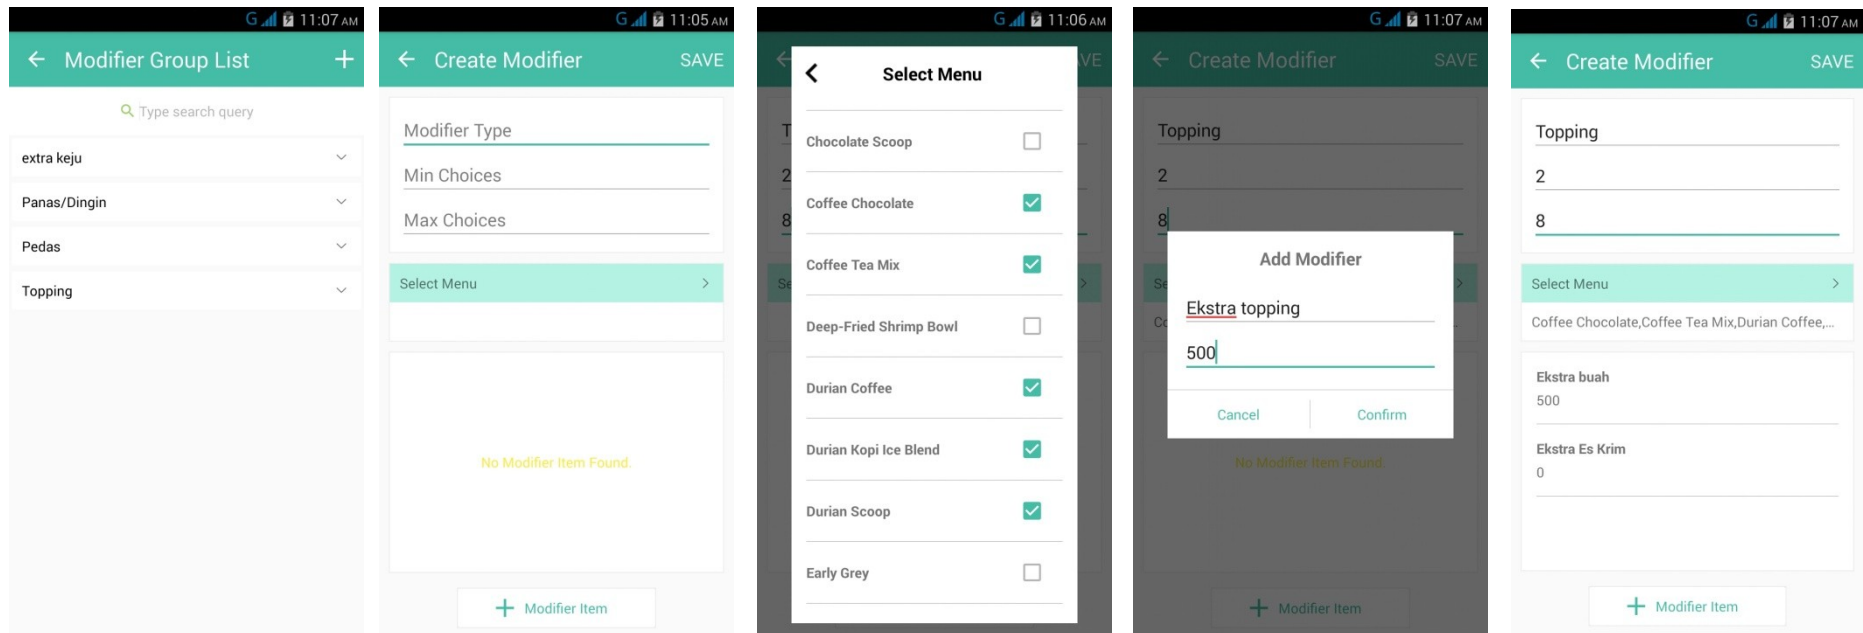 G 11:07 AM
Modifier Group List
Type search query
extra keju
Panas/Dingin
Pedas
Topping
G 11:05 AM
Create Modifier SAVE
Modifier Type
Min Choices
Max Choices
Select Menu
No Modifier Item Found.
Modifier Item
G 11:06 AM
Select Menu
Chocolate Scoop
Coffee Chocolate
Coffee Tea Mix
Deep-Fried Shrimp Bowl
Durian Coffee
Durian Kopi Ice Blend
Durian Scoop
Early Grey
G 11:07 AM
Create Modifier SAVE
Topping
2
8
Add Modifier
Ekstra topping
500
Cancel Confirm
No Modifier Item Found.
Modifier Item
G 11:07 AM
Create Modifier SAVE
Topping
2
8
Select Menu
Coffee Chocolate,Coffee Tea Mix,Durian Coffee,...
Ekstra buah
500
Ekstra Es Krim
0
Modifier Item